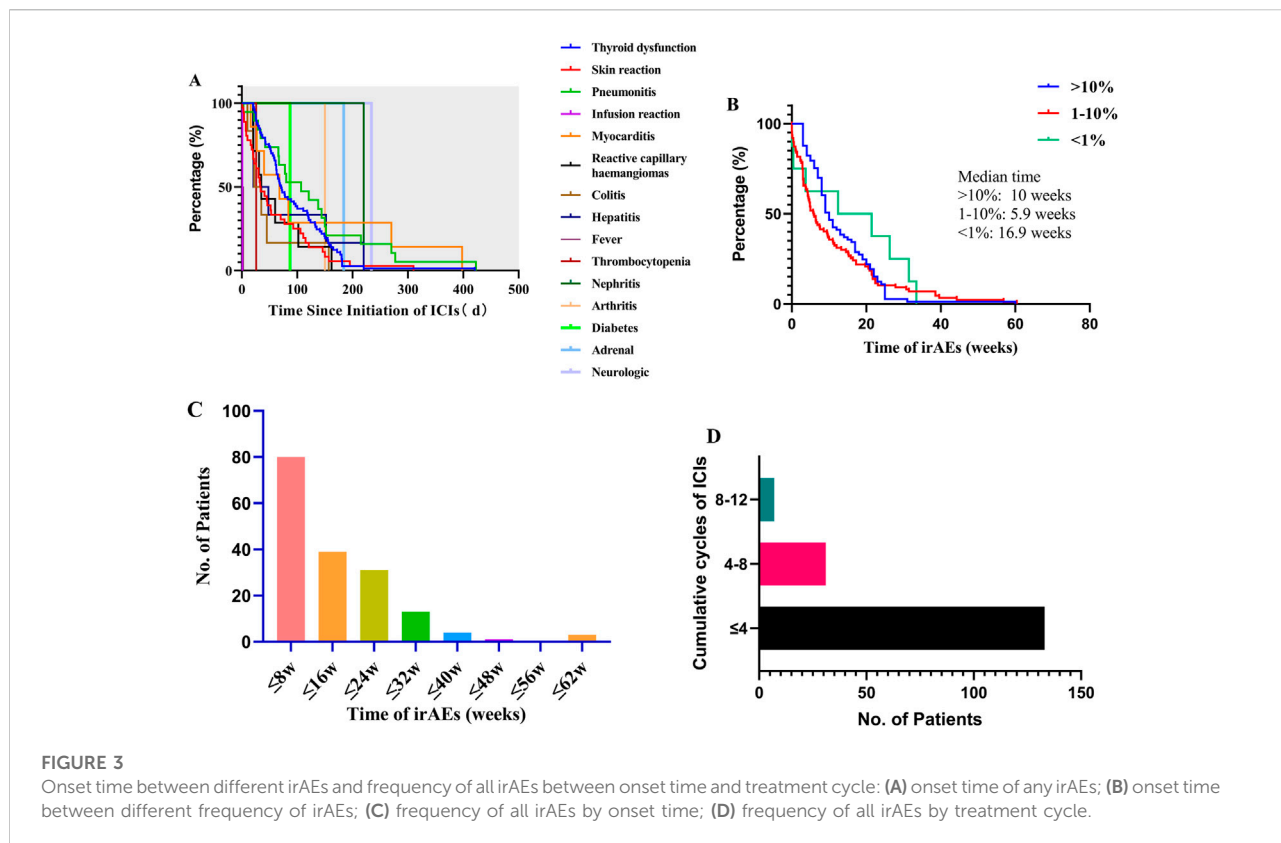 A
Percentage (%)
100
50
0
0 100 200 300 400 500
Time Since Initiation of ICIs( d)
Thyroid dysfunction
Skin reaction
Pneumonitis
Infusion reaction
Myocarditis
Reactive capillary
haemangiomas
Colitis
Hepatitis
Fever
Thrombocytopenia
Nephritis
Arthritis
Diabetes
Adrenal
Neurologic
B
Percentage (%)
100
50
0
0 20 40 60 80
Time of irAEs (weeks)
>10%
1-10%
<1%
Median time
>10%: 10 weeks
1-10%: 5.9 weeks
<1%: 16.9 weeks
C
No. of Patients
100
80
60
40
20
0
≤8w ≤16w ≤24w ≤32w ≤40w ≤48w ≤56w ≤62w
Time of irAEs (weeks)
D
Cumulative cycles of ICIs
8-12
4-8
≤4
0 50 100 150
No. of Patients
FIGURE 3
Onset time between different irAEs and frequency of all irAEs between onset time and treatment cycle: (A) onset time of any irAEs; (B) onset time
between different frequency of irAEs; (C) frequency of all irAEs by onset time; (D) frequency of all irAEs by treatment cycle.